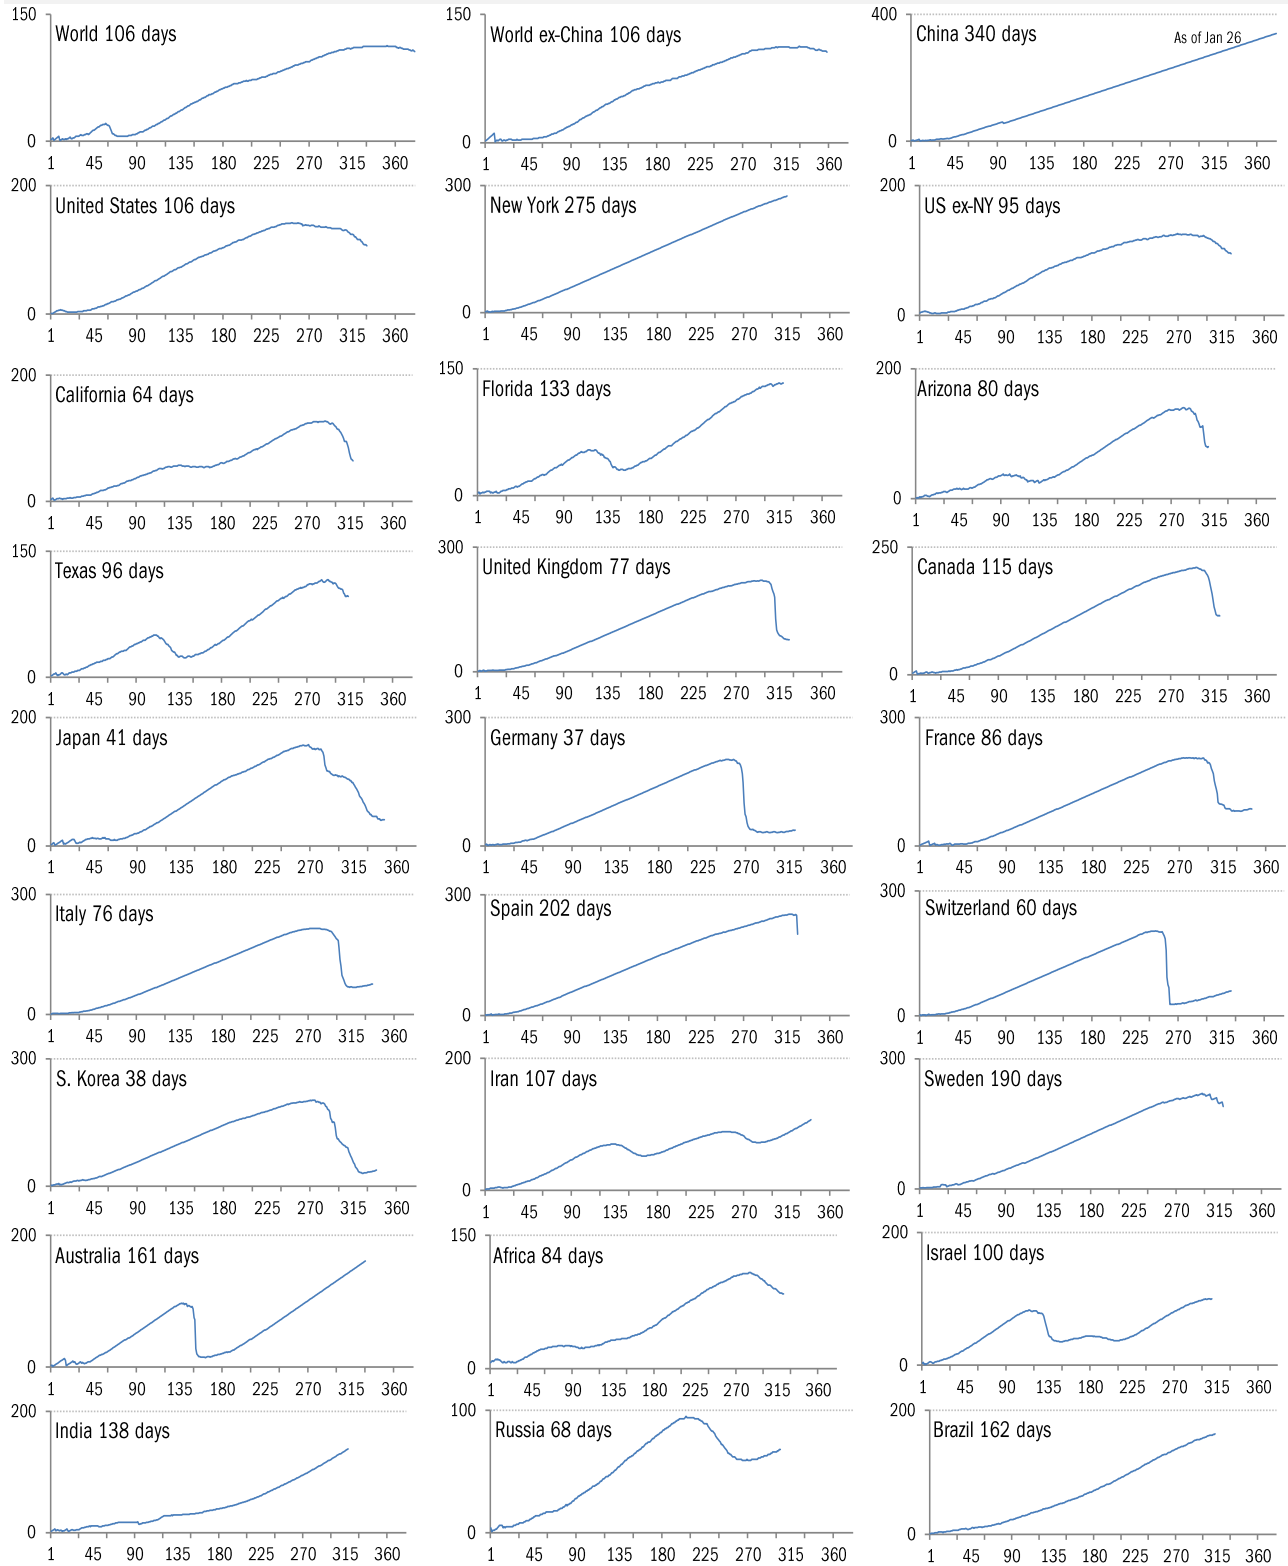 150
World 106 days
0
1 45 90 135 180 225 270 315 360
150
World ex-China 106 days
0
1 45 90 135 180 225 270 315 360
400
China 340 days
As of Jan 26
0
1 45 90 135 180 225 270 315 360
200
United States 106 days
0
1 45 90 135 180 225 270 315 360
300
New York 275 days
0
1 45 90 135 180 225 270 315 360
200
US ex-NY 95 days
0
1 45 90 135 180 225 270 315 360
200
California 64 days
0
1 45 90 135 180 225 270 315 360
150
Florida 133 days
0
1 45 90 135 180 225 270 315 360
200
Arizona 80 days
0
1 45 90 135 180 225 270 315 360
150
Texas 96 days
0
1 45 90 135 180 225 270 315 360
300
United Kingdom 77 days
0
1 45 90 135 180 225 270 315 360
250
Canada 115 days
0
1 45 90 135 180 225 270 315 360
200
Japan 41 days
0
1 45 90 135 180 225 270 315 360
300
Germany 37 days
0
1 45 90 135 180 225 270 315 360
300
France 86 days
0
1 45 90 135 180 225 270 315 360
300
Italy 76 days
0
1 45 90 135 180 225 270 315 360
300
Spain 202 days
0
1 45 90 135 180 225 270 315 360
300
Switzerland 60 days
0
1 45 90 135 180 225 270 315 360
300
S. Korea 38 days
0
1 45 90 135 180 225 270 315 360
200
Iran 107 days
0
1 45 90 135 180 225 270 315 360
300
Sweden 190 days
0
1 45 90 135 180 225 270 315 360
200
Australia 161 days
0
1 45 90 135 180 225 270 315 360
150
Africa 84 days
0
1 45 90 135 180 225 270 315 360
200
Israel 100 days
0
1 45 90 135 180 225 270 315 360
200
India 138 days
0
1 45 90 135 180 225 270 315 360
100
Russia 68 days
0
1 45 90 135 180 225 270 315 360
200
Brazil 162 days
0
1 45 90 135 180 225 270 315 360